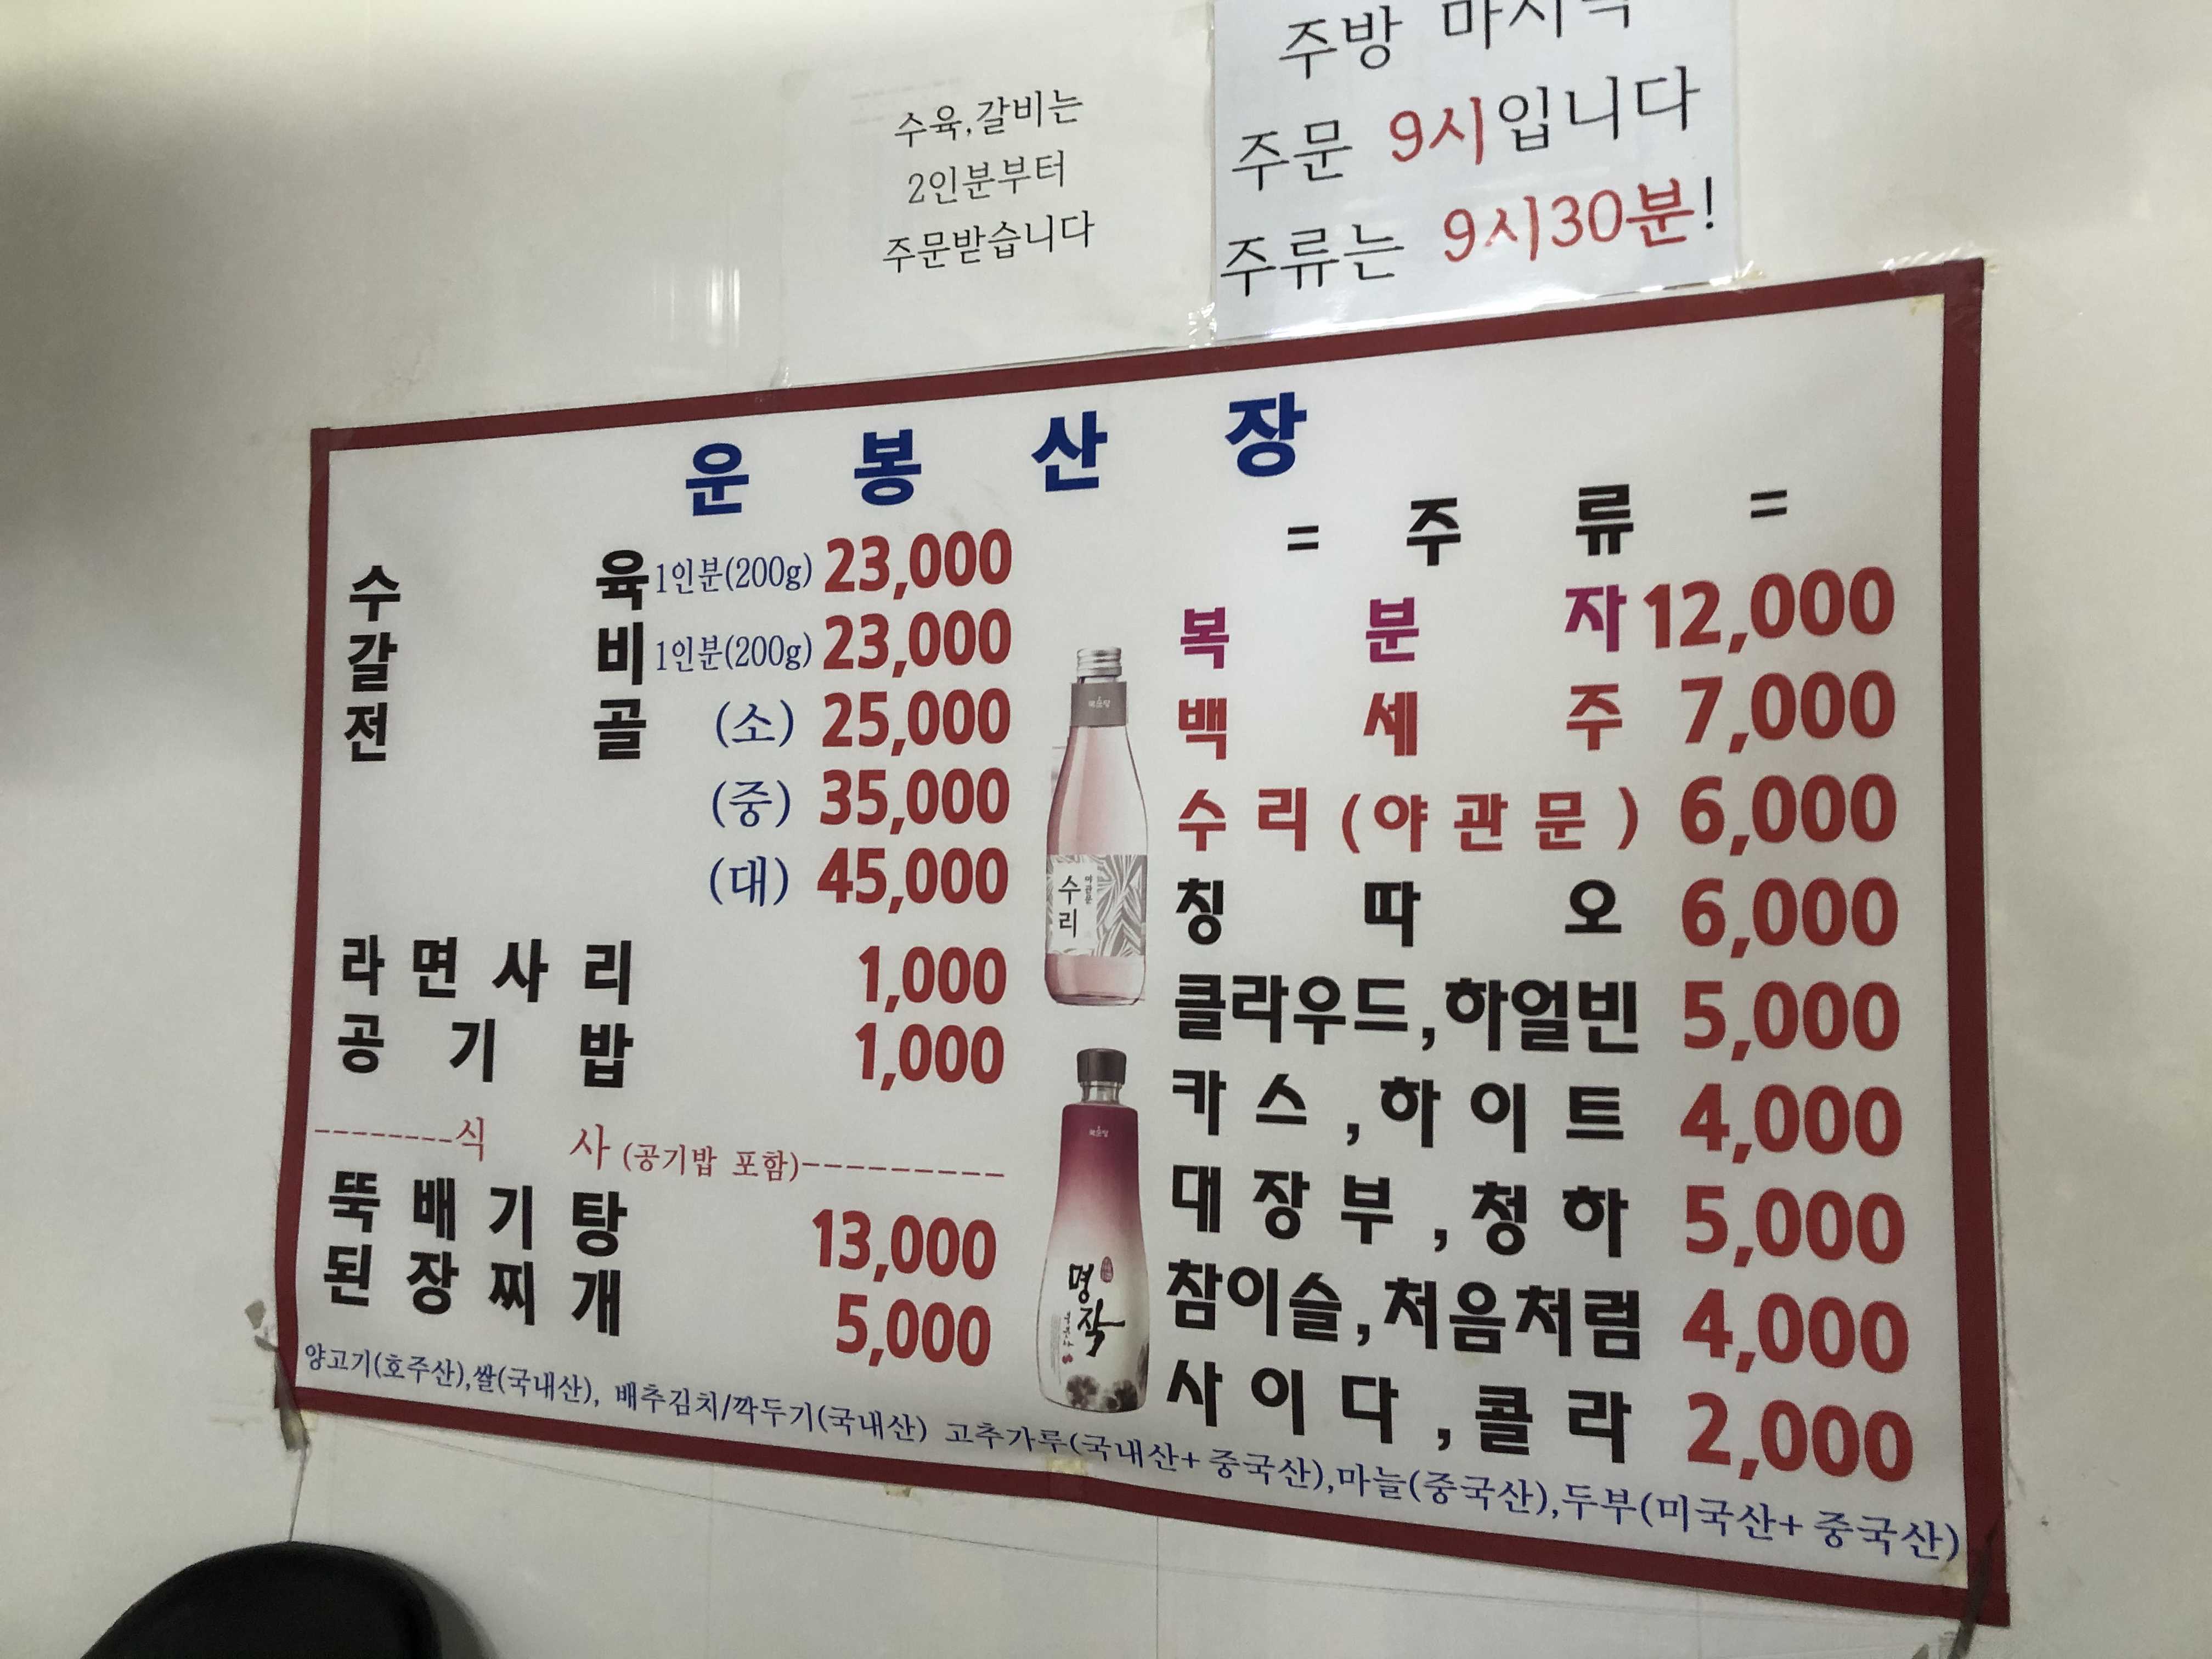 주방 마지막
주문 9시입니다
주류는 9시30분!
수육,갈비는
2인분부터
주문받습니다
운봉산장
수육 1인분(200g) 23,000
갈비 1인분(200g) 23,000
전골 (소) 25,000
(중) 35,000
(대) 45,000
라면사리 1,000
공기밥 1,000
--------식 사 (공기밥 포함)----------
뚝배기탕 13,000
된장찌개 5,000
= 주 류 =
복분자 12,000
백세주 7,000
수리(야관문) 6,000
칭따오 6,000
클라우드,하얼빈 5,000
카스,하이트 4,000
대장부,청하 5,000
참이슬,처음처럼 4,000
사이다,콜라 2,000
수리
야관문
명작
양고기(호주산),쌀(국내산), 배추김치/깍두기(국내산) 고추가루(국내산+ 중국산),마늘(중국산),두부(미국산+ 중국산)